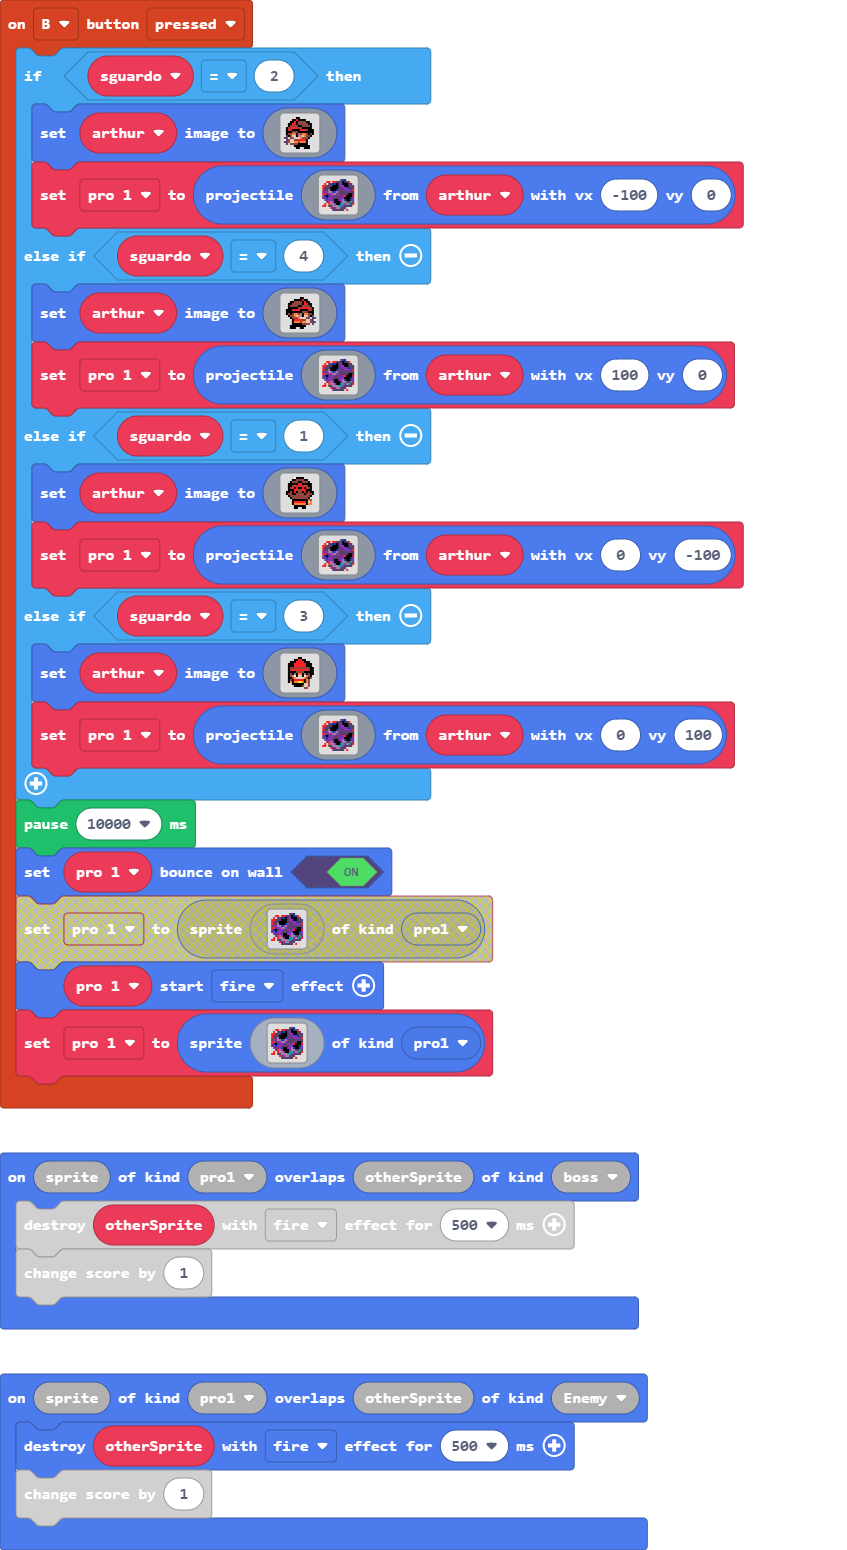 on B button pressed
if sguardo = 2 then
set arthur image to
set pro 1 to projectile from arthur with vx -100 vy 0
else if sguardo = 4 then
set arthur image to
set pro 1 to projectile from arthur with vx 100 vy 0
else if sguardo = 1 then
set arthur image to
set pro 1 to projectile from arthur with vx 0 vy -100
else if sguardo = 3 then
set arthur image to
set pro 1 to projectile from arthur with vx 0 vy 100
pause 10000 ms
set pro 1 bounce on wall ON
set pro 1 to sprite of kind pro1
pro 1 start fire effect
set pro 1 to sprite of kind pro1
on sprite of kind pro1 overlaps otherSprite of kind boss
destroy otherSprite with fire effect for 500 ms
change score by 1
on sprite of kind pro1 overlaps otherSprite of kind Enemy
destroy otherSprite with fire effect for 500 ms
change score by 1